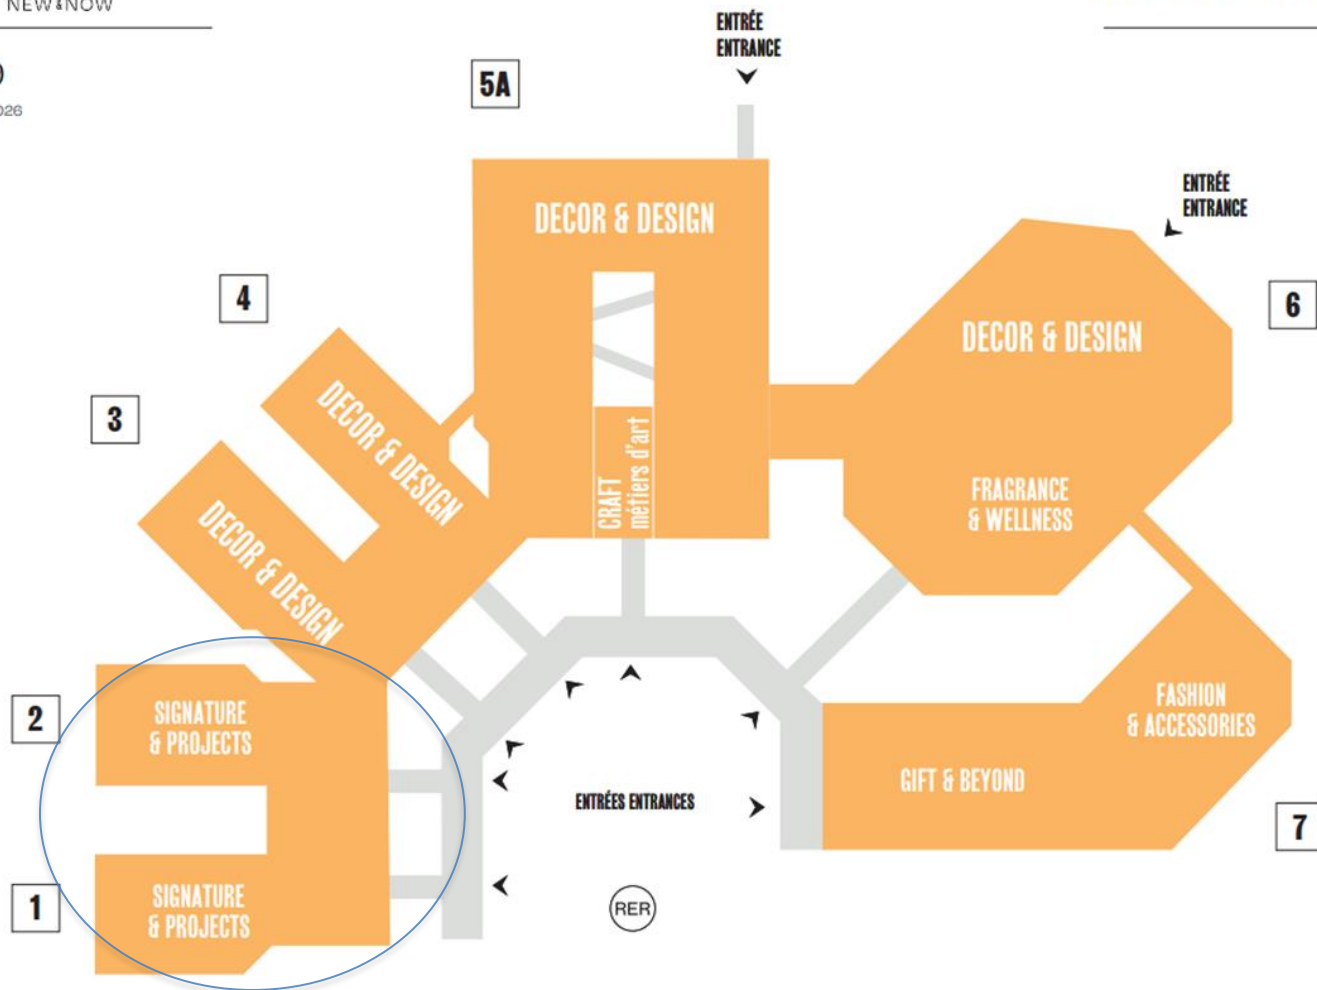 NEW & NOW
026
ENTRÉE
ENTRANCE
5A
DECOR & DESIGN
ENTRÉE
ENTRANCE
4
6
DECOR & DESIGN
DECOR & DESIGN
3
CRAFT
métiers d'art
FRAGRANCE
& WELLNESS
DECOR & DESIGN
2
SIGNATURE
& PROJECTS
FASHION
& ACCESSORIES
GIFT & BEYOND
ENTRÉES ENTRANCES
7
1
SIGNATURE
& PROJECTS
RER